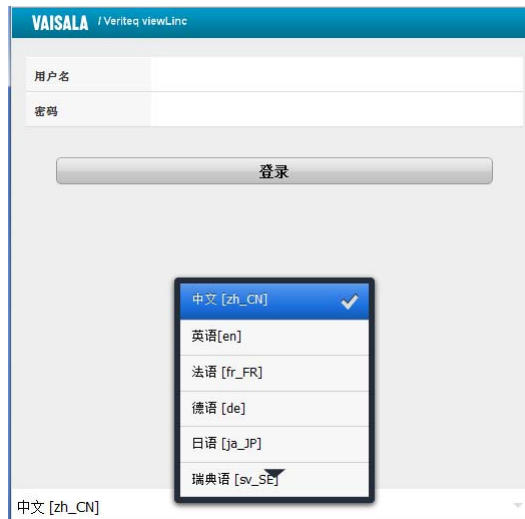 VAISALA / Veriteq viewLinc
用户名
密码
登录
中文 [zh_CN]
英语[en]
法语 [fr_FR]
德语 [de]
日语 [ja_JP]
瑞典语 [sv_SE]
中文 [zh_CN]